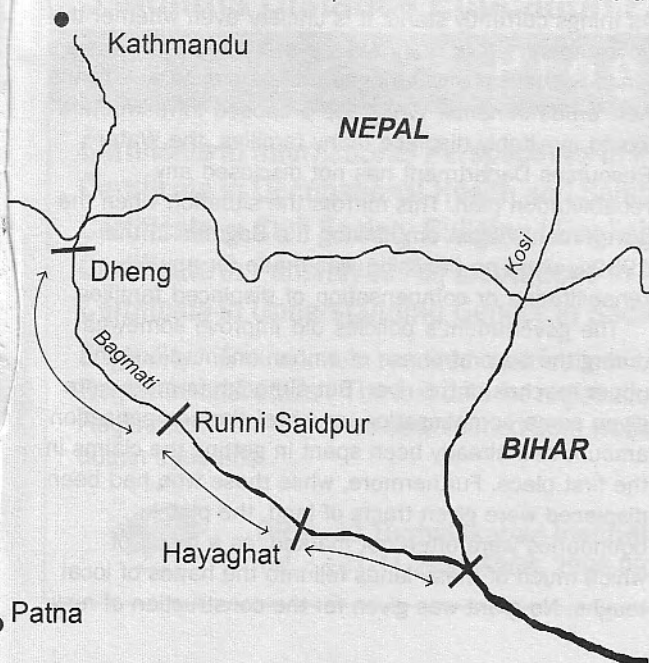 Kathmandu
NEPAL
Kosi
Dheng
Bagmati
Runni Saidpur
BIHAR
Hayaghat
Patna